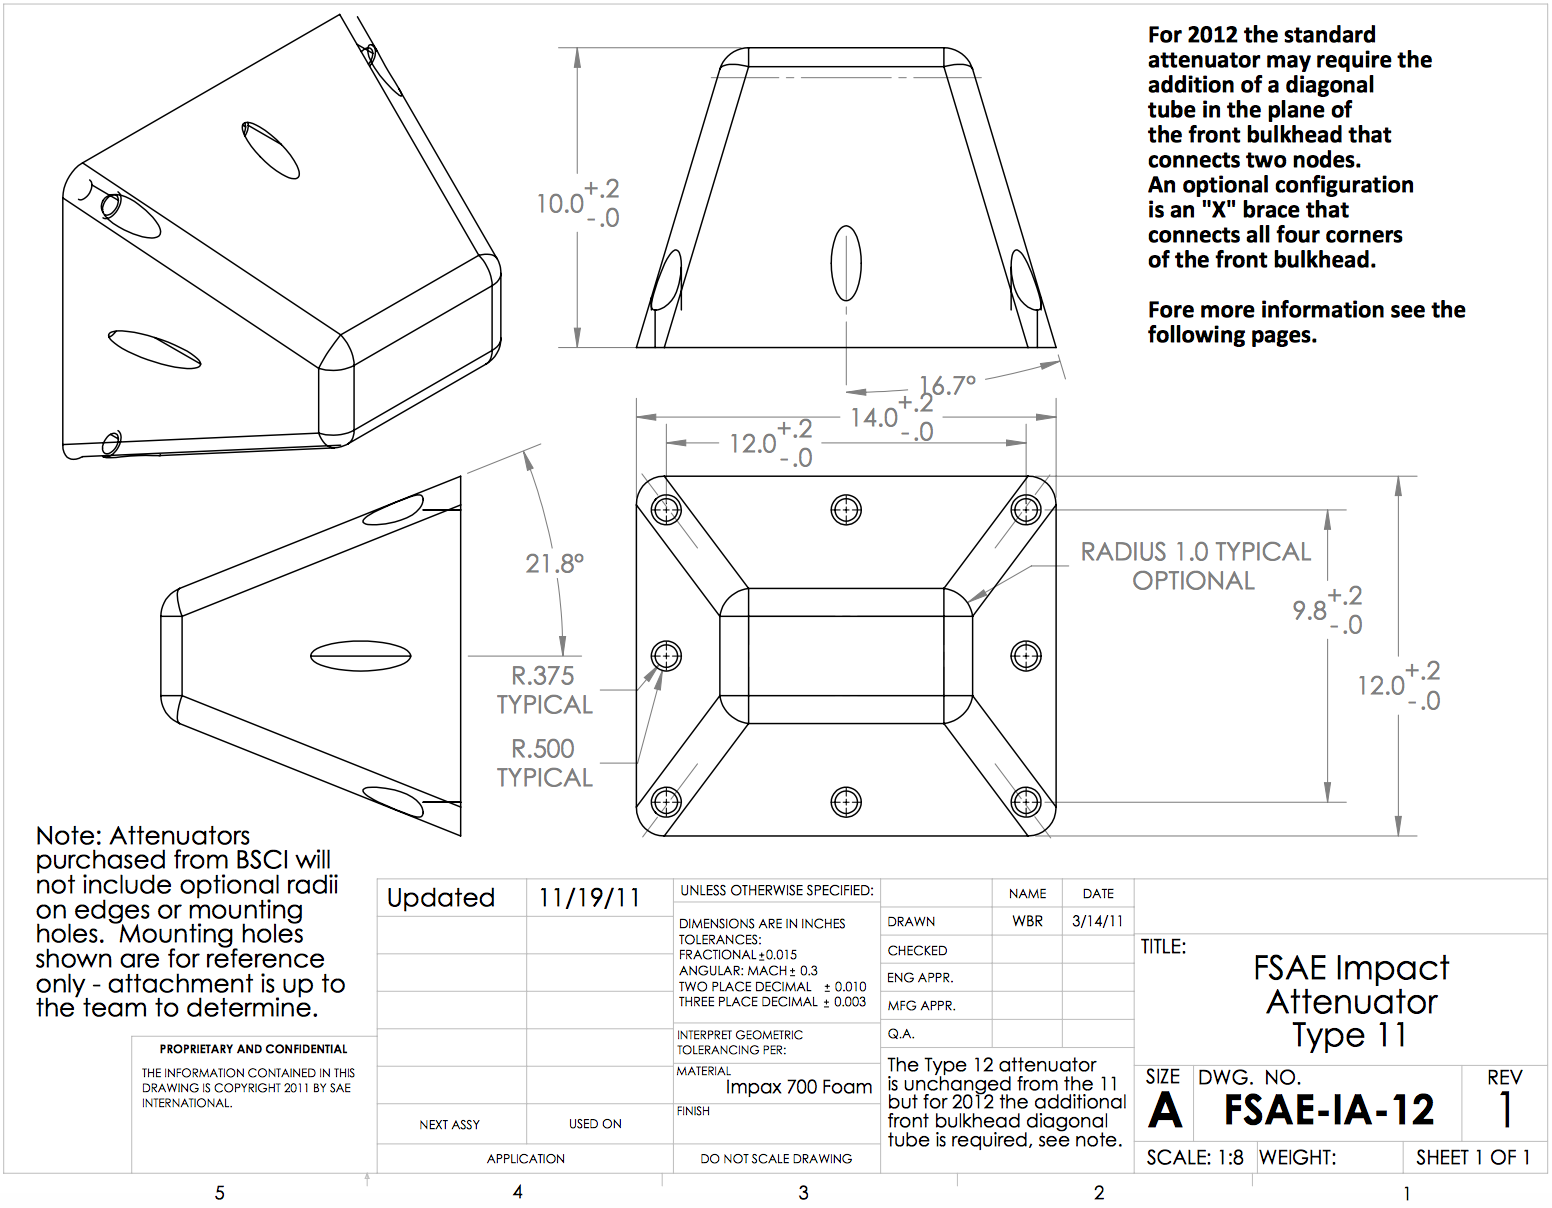 For 2012 the standard
attenuator may require the
addition of a diagonal
tube in the plane of
the front bulkhead that
connects two nodes.
An optional configuration
is an "X" brace that
connects all four corners
of the front bulkhead.
Fore more information see the
following pages.
10.0 +.2 -.0
16.7°
14.0 +.2 -.0
12.0 +.2 -.0
21.8°
RADIUS 1.0 TYPICAL
OPTIONAL
9.8 +.2 -.0
12.0 +.2 -.0
R.375
TYPICAL
R.500
TYPICAL
Note: Attenuators
purchased from BSCI will
not include optional radii
on edges or mounting
holes. Mounting holes
shown are for reference
only - attachment is up to
the team to determine.
PROPRIETARY AND CONFIDENTIAL
THE INFORMATION CONTAINED IN THIS
DRAWING IS COPYRIGHT 2011 BY SAE
INTERNATIONAL.
Updated 11/19/11
NEXT ASSY USED ON
APPLICATION
UNLESS OTHERWISE SPECIFIED:
DIMENSIONS ARE IN INCHES
TOLERANCES:
FRACTIONAL ±0.015
ANGULAR: MACH± 0.3
TWO PLACE DECIMAL ± 0.010
THREE PLACE DECIMAL ± 0.003
INTERPRET GEOMETRIC
TOLERANCING PER:
MATERIAL
Impax 700 Foam
FINISH
DO NOT SCALE DRAWING
NAME DATE
DRAWN WBR 3/14/11
CHECKED
ENG APPR.
MFG APPR.
Q.A.
The Type 12 attenuator
is unchanged from the 11
but for 2012 the additional
front bulkhead diagonal
tube is required, see note.
TITLE:
FSAE Impact
Attenuator
Type 11
SIZE DWG. NO. REV
A FSAE-IA-12 1
SCALE: 1:8 WEIGHT: SHEET 1 OF 1
5 4 3 2 1